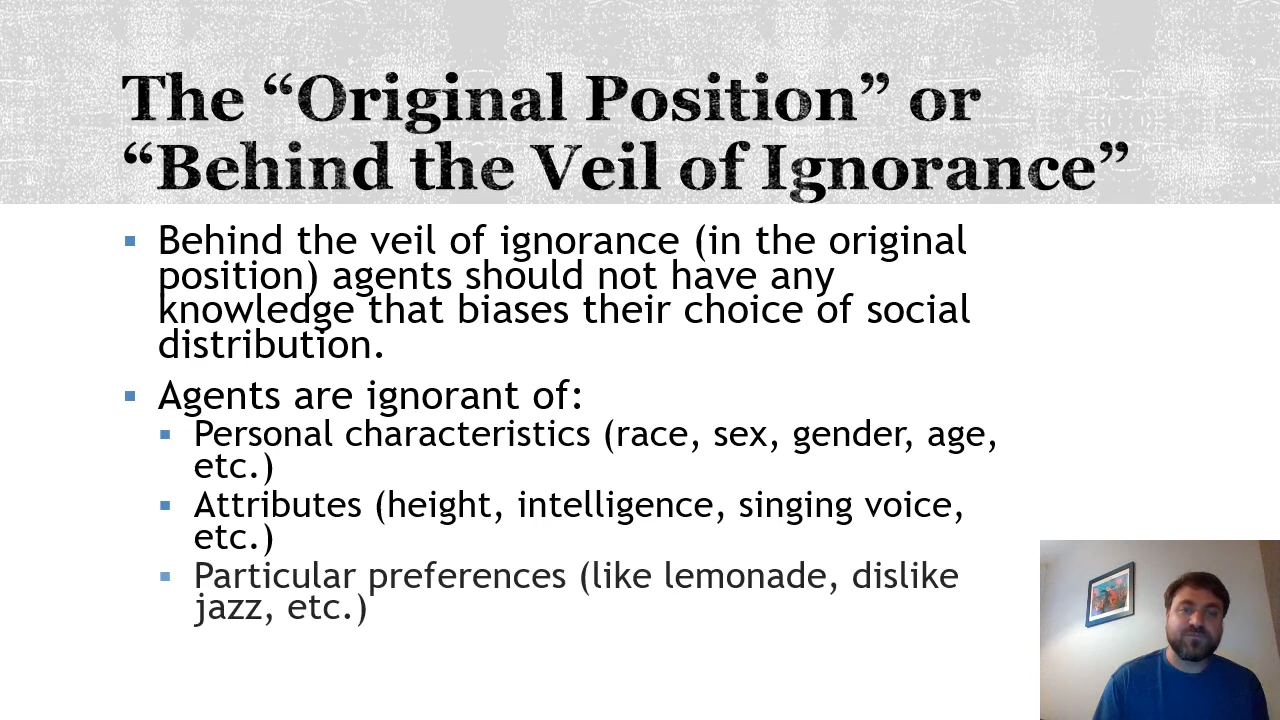 The “Original Position” or
“Behind the Veil of Ignorance”
Behind the veil of ignorance (in the original
position) agents should not have any
knowledge that biases their choice of social
distribution.
Agents are ignorant of:
Personal characteristics (race, sex, gender, age,
etc.)
Attributes (height, intelligence, singing voice,
etc.)
Particular preferences (like lemonade, dislike
jazz, etc.)